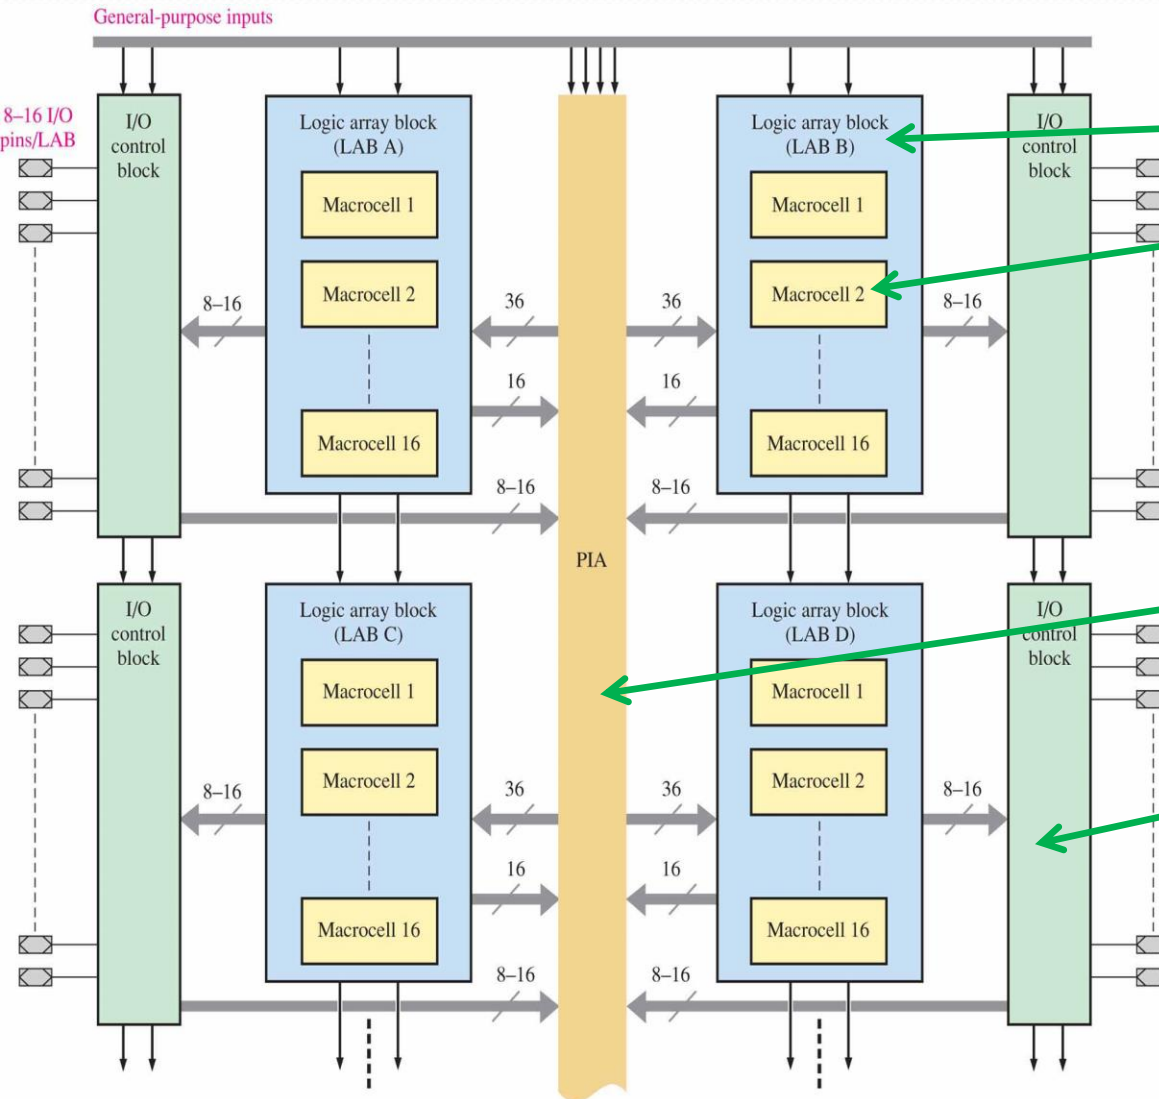 General-purpose inputs
8–16 I/O
pins/LAB
I/O
control
block
Logic array block
(LAB A)
Macrocell 1
Macrocell 2
Macrocell 16
8–16
36
16
8–16
Logic array block
(LAB B)
Macrocell 1
Macrocell 2
Macrocell 16
36
16
8–16
8–16
I/O
control
block
PIA
I/O
control
block
Logic array block
(LAB C)
Macrocell 1
Macrocell 2
Macrocell 16
8–16
36
16
8–16
Logic array block
(LAB D)
Macrocell 1
Macrocell 2
Macrocell 16
36
16
8–16
8–16
I/O
control
block